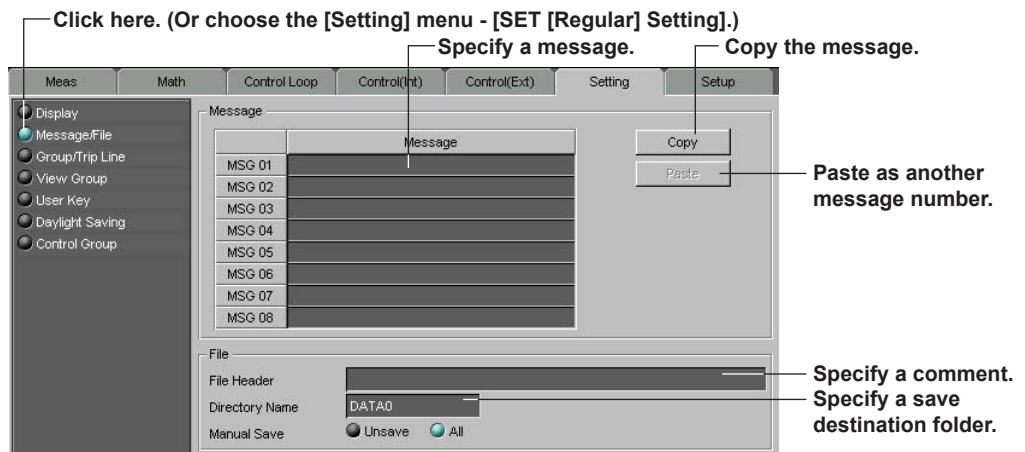 Click here. (Or choose the [Setting] menu - [SET [Regular] Setting].)
Specify a message.
Copy the message.
Meas
Math
Control Loop
Control(Int)
Control(Ext)
Setting
Setup
Display
Message/File
Group/Trip Line
View Group
User Key
Daylight Saving
Control Group
Message
Message
MSG 01
MSG 02
MSG 03
MSG 04
MSG 05
MSG 06
MSG 07
MSG 08
Copy
Paste
Paste as another
message number.
File
File Header
Directory Name
DATA0
Manual Save
Unsave
All
Specify a comment.
Specify a save
destination folder.